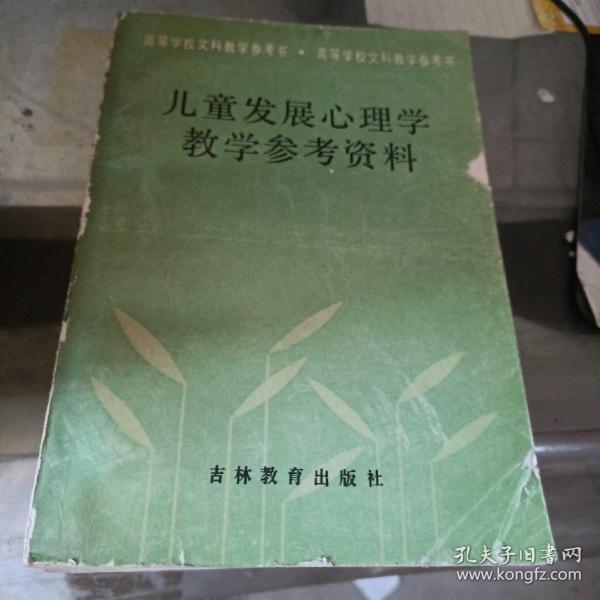 高等学校文科教学参考书 • 高等学校文科教学参考书
儿童发展心理学
教学参考资料
吉林教育出版社
孔夫子旧书网
www.kongfz.com